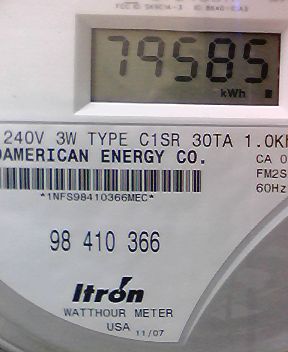 79585
kWh
240V 3W TYPE C1SR 30TA 1.0
AMERICAN ENERGY CO.
CA
FM2S
60Hz
*1NFS98410366MEC*
98 410 366
Itron
WATTHOUR METER
USA 11/07